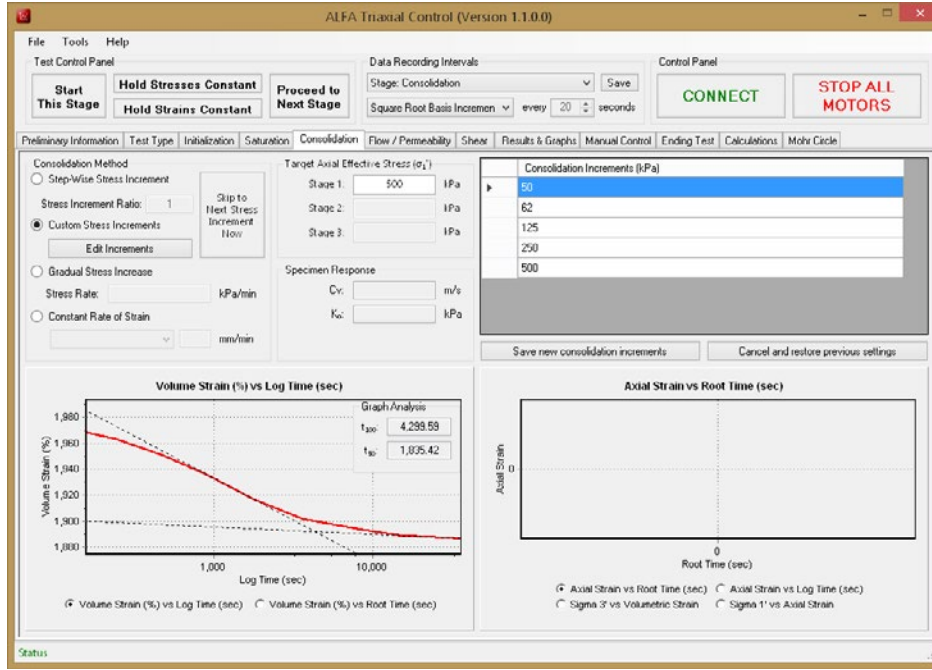 ALFA Triaxial Control (Version 1.1.0.0)
File Tools Help
Test Control Panel
Start This Stage
Hold Stresses Constant
Hold Strains Constant
Proceed to Next Stage
Data Recording Intervals
Stage: Consolidation
Save
Square Root Basis Incremen
every 20 seconds
Control Panel
CONNECT
STOP ALL MOTORS
Preliminary Information Test Type Initialization Saturation Consolidation Flow / Permeability Shear Results & Graphs Manual Control Ending Test Calculations Mohr Circle
Consolidation Method
Step-Wise Stress Increment
Stress Increment Ratio: 1
Custom Stress Increments
Edit Increments
Skip to Next Stress Increment Now
Gradual Stress Increase
Stress Rate: kPa/min
Constant Rate of Strain
mm/min
Target Axial Effective Stress (σ₁')
Stage 1: 500 kPa
Stage 2: kPa
Stage 3: kPa
Specimen Response
Cv: m/s
K₀: kPa
Consolidation Increments (kPa)
50
62
125
250
500
Save new consolidation increments
Cancel and restore previous settings
Volume Strain (%) vs Log Time (sec)
Graph Analysis
t₁₀₀: 4,299.59
t₅₀: 1,835.42
Volume Strain (%)
1,980
1,960
1,940
1,920
1,900
1,880
1,000
10,000
Log Time (sec)
Volume Strain (%) vs Log Time (sec)
Volume Strain (%) vs Root Time (sec)
Axial Strain vs Root Time (sec)
Axial Strain
0
0
Root Time (sec)
Axial Strain vs Root Time (sec)
Axial Strain vs Log Time (sec)
Sigma 3' vs Volumetric Strain
Sigma 1' vs Axial Strain
Status